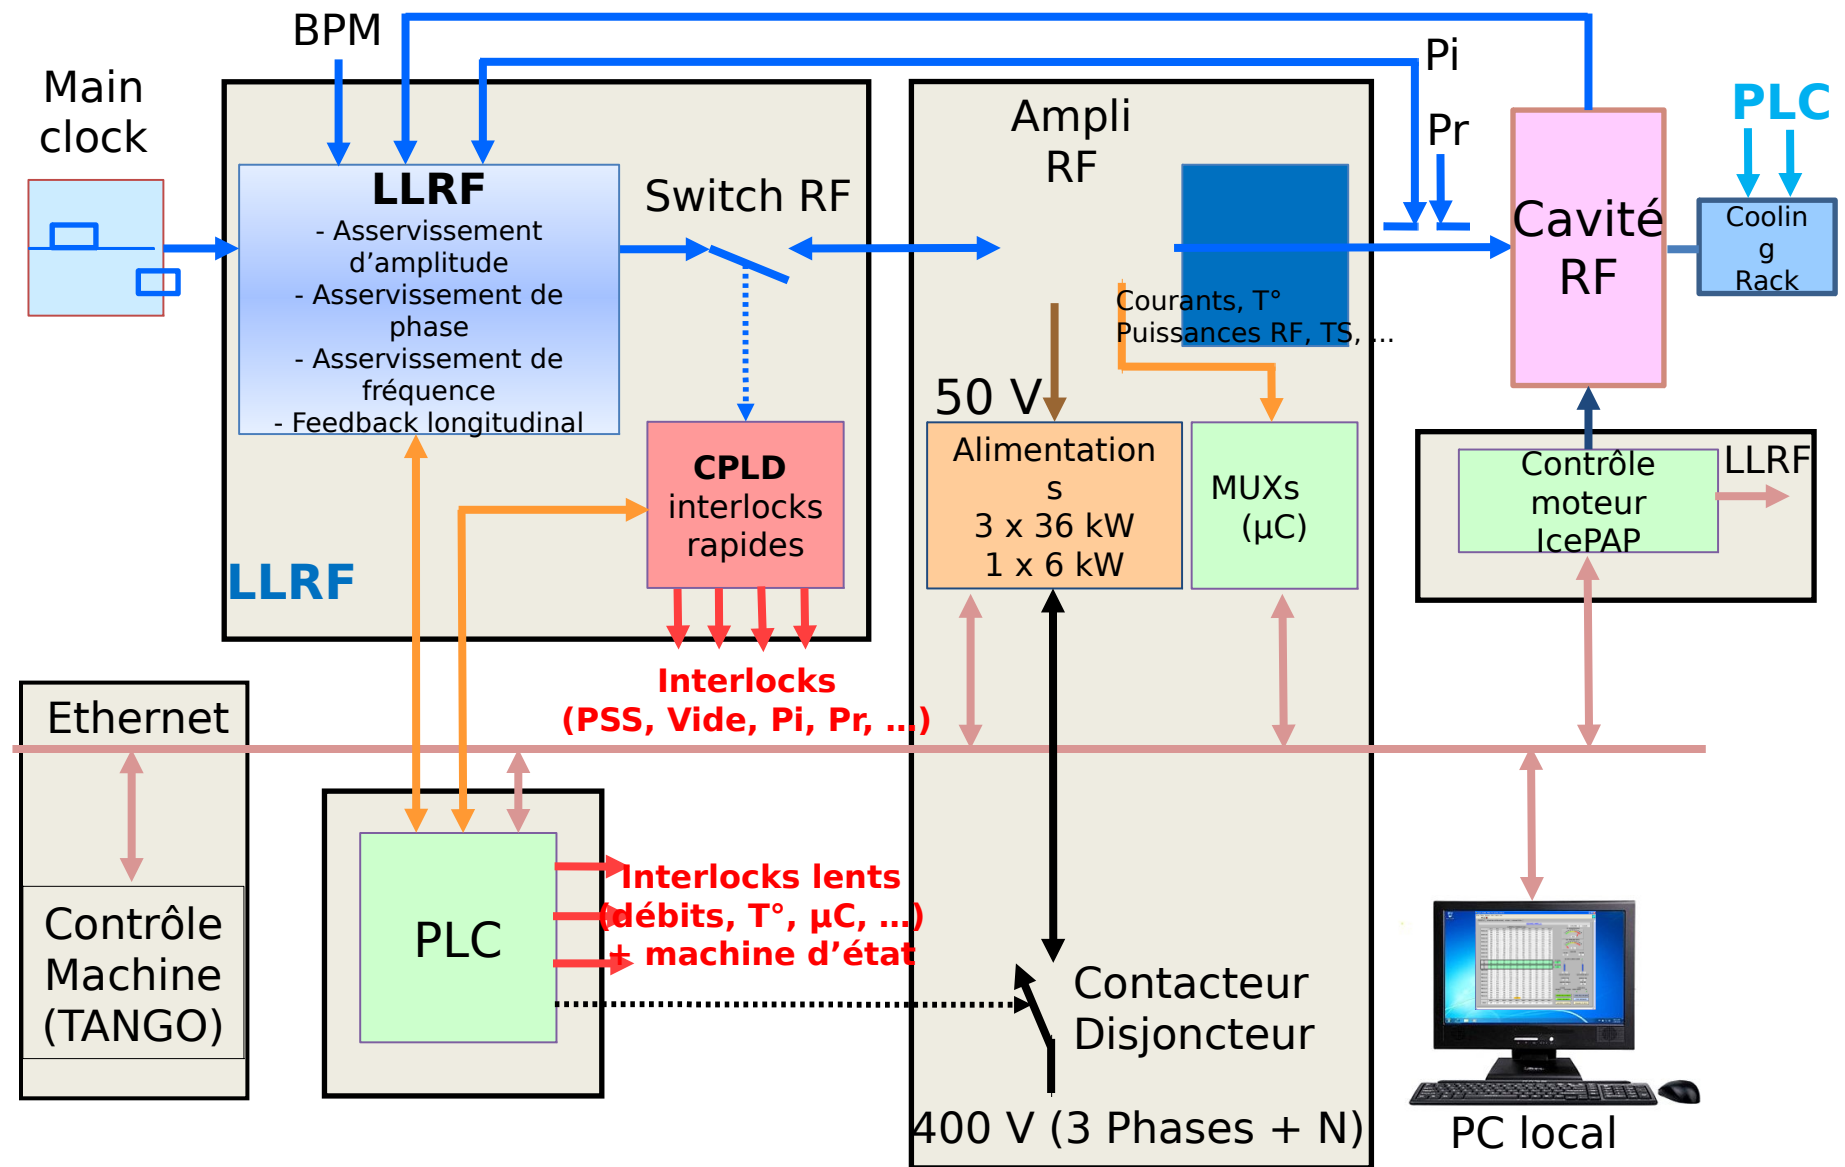 BPM
Main
clock
LLRF
- Asservissement
d’amplitude
- Asservissement de
phase
- Asservissement de
fréquence
- Feedback longitudinal
Switch RF
CPLD
interlocks
rapides
LLRF
Interlocks
(PSS, Vide, Pi, Pr, …)
Ampli
RF
Courants, T°
Puissances RF, TS, …
50 V
Alimentation
s
3 x 36 kW
1 x 6 kW
MUXs
(µC)
Pi
Pr
Cavité
RF
PLC
Coolin
g
Rack
Contrôle
moteur
IcePAP
LLRF
Ethernet
Contrôle
Machine
(TANGO)
PLC
Interlocks lents
(débits, T°, µC, …)
+ machine d’état
Contacteur
Disjoncteur
400 V (3 Phases + N)
PC local